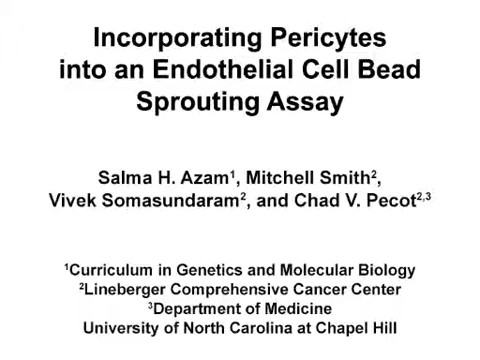 Incorporating Pericytes
into an Endothelial Cell Bead
Sprouting Assay
Salma H. Azam¹, Mitchell Smith²,
Vivek Somasundaram², and Chad V. Pecot²,³
¹Curriculum in Genetics and Molecular Biology
²Lineberger Comprehensive Cancer Center
³Department of Medicine
University of North Carolina at Chapel Hill